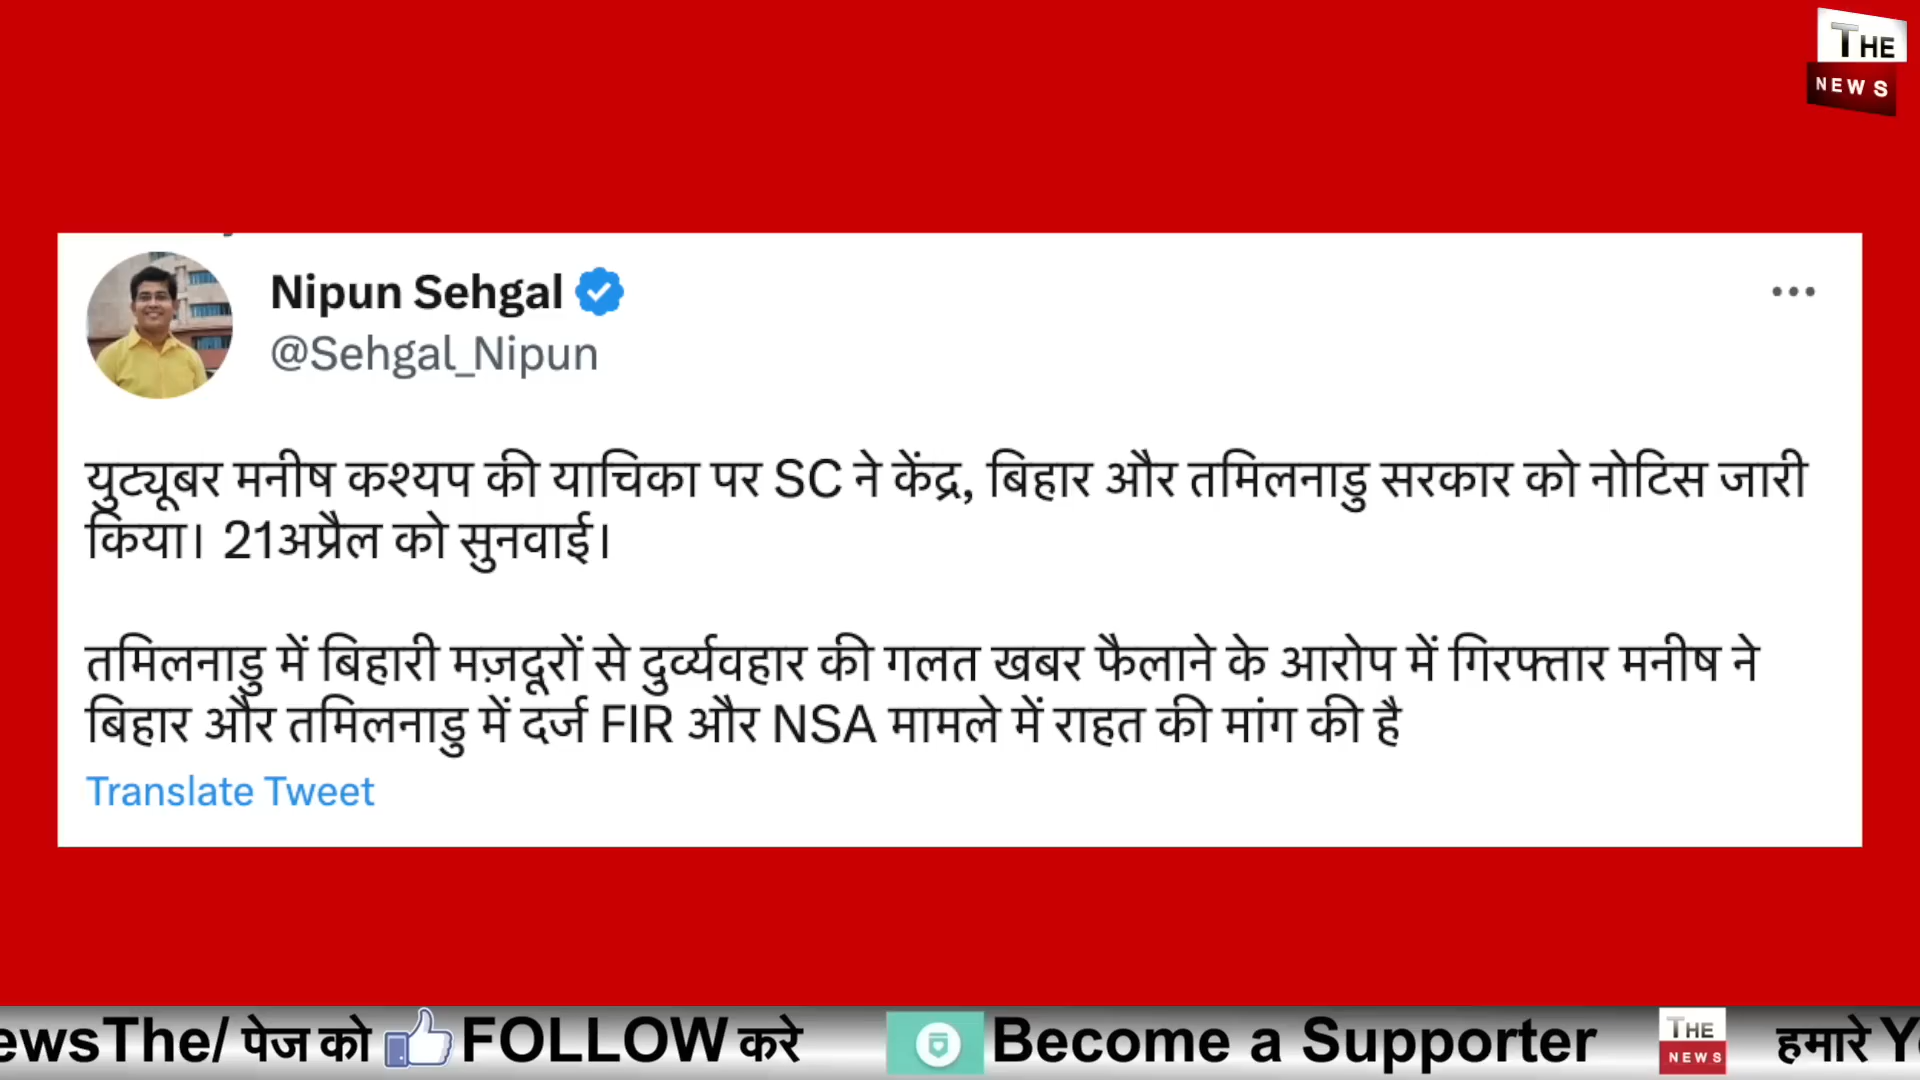 THE
NEWS
Nipun Sehgal
@Sehgal_Nipun
युट्यूबर मनीष कश्यप की याचिका पर SC ने केंद्र, बिहार और तमिलनाडु सरकार को नोटिस जारी
किया। 21अप्रैल को सुनवाई।
तमिलनाडु में बिहारी मज़दूरों से दुर्व्यवहार की गलत खबर फैलाने के आरोप में गिरफ्तार मनीष ने
बिहार और तमिलनाडु में दर्ज FIR और NSA मामले में राहत की मांग की है
Translate Tweet
ewsThe/ पेज को FOLLOW करे Become a Supporter THE NEWS हमारे